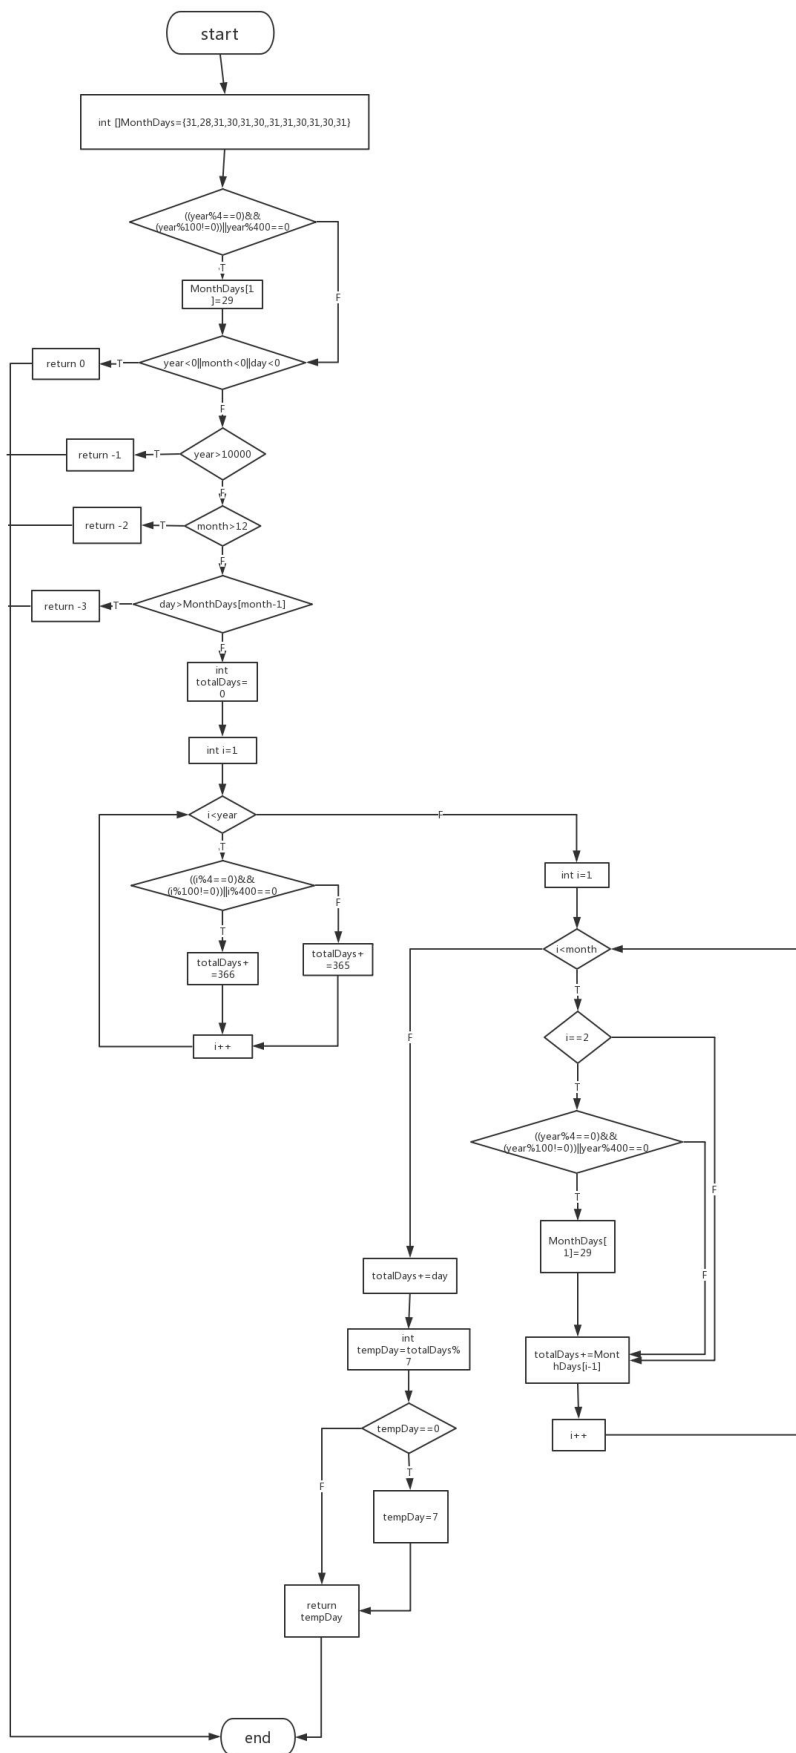 start
int []MonthDays={31,28,31,30,31,30,,31,31,30,31,30,31}
((year%4==0)&&
(year%100!=0))||year%400==0
T
MonthDays[1
]=29
F
year<0||month<0||day<0
T
return 0
F
year>10000
T
return -1
F
month>12
T
return -2
F
day>MonthDays[month-1]
T
return -3
F
int
totalDays=
0
int i=1
i<year
F
T
((i%4==0)&&
(i%100!=0))||i%400==0
T
F
totalDays+
=366
totalDays+
=365
i++
int i=1
i<month
T
F
i==2
T
F
((year%4==0)&&
(year%100!=0))||year%400==0
T
F
MonthDays[
1]=29
totalDays+=Mont
hDays[i-1]
i++
totalDays+=day
int
tempDay=totalDays%
7
tempDay==0
T
F
tempDay=7
return
tempDay
end